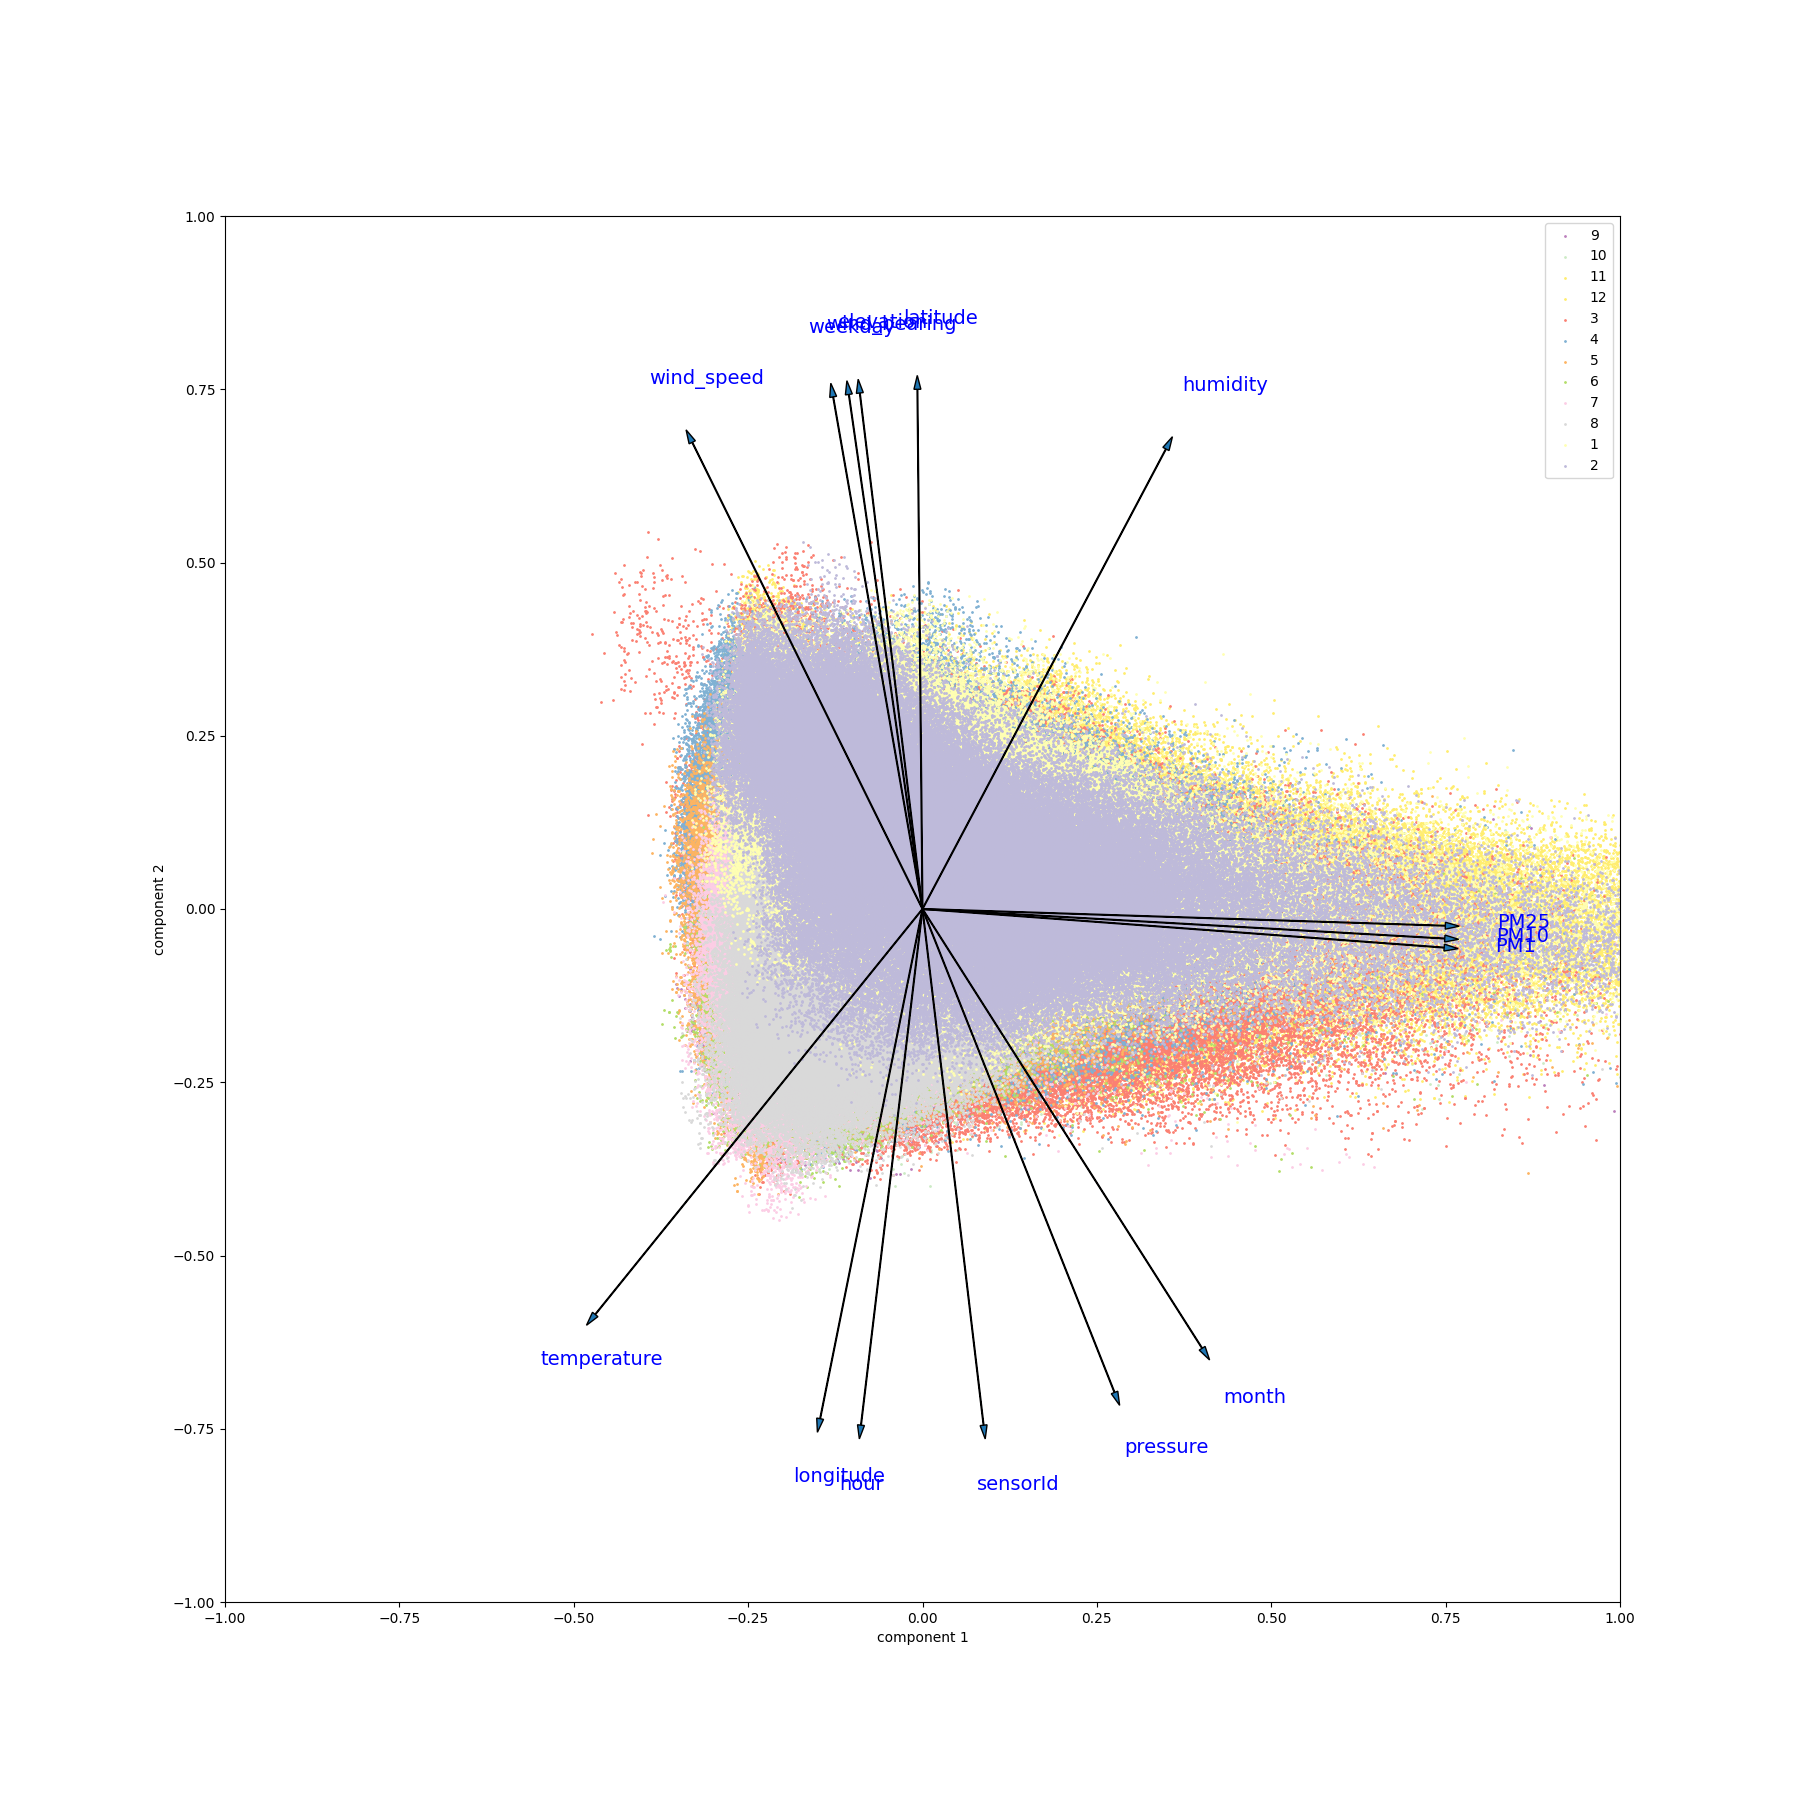 1.00
0.75
0.50
0.25
0.00
−0.25
−0.50
−0.75
−1.00
component 2
−1.00
−0.75
−0.50
−0.25
0.00
0.25
0.50
0.75
1.00
component 1
9
10
11
12
3
4
5
6
7
8
1
2
latitude
elevation
wind_bearing
weekday
wind_speed
humidity
PM25
PM10
PM1
temperature
month
pressure
longitude
hour
sensorId